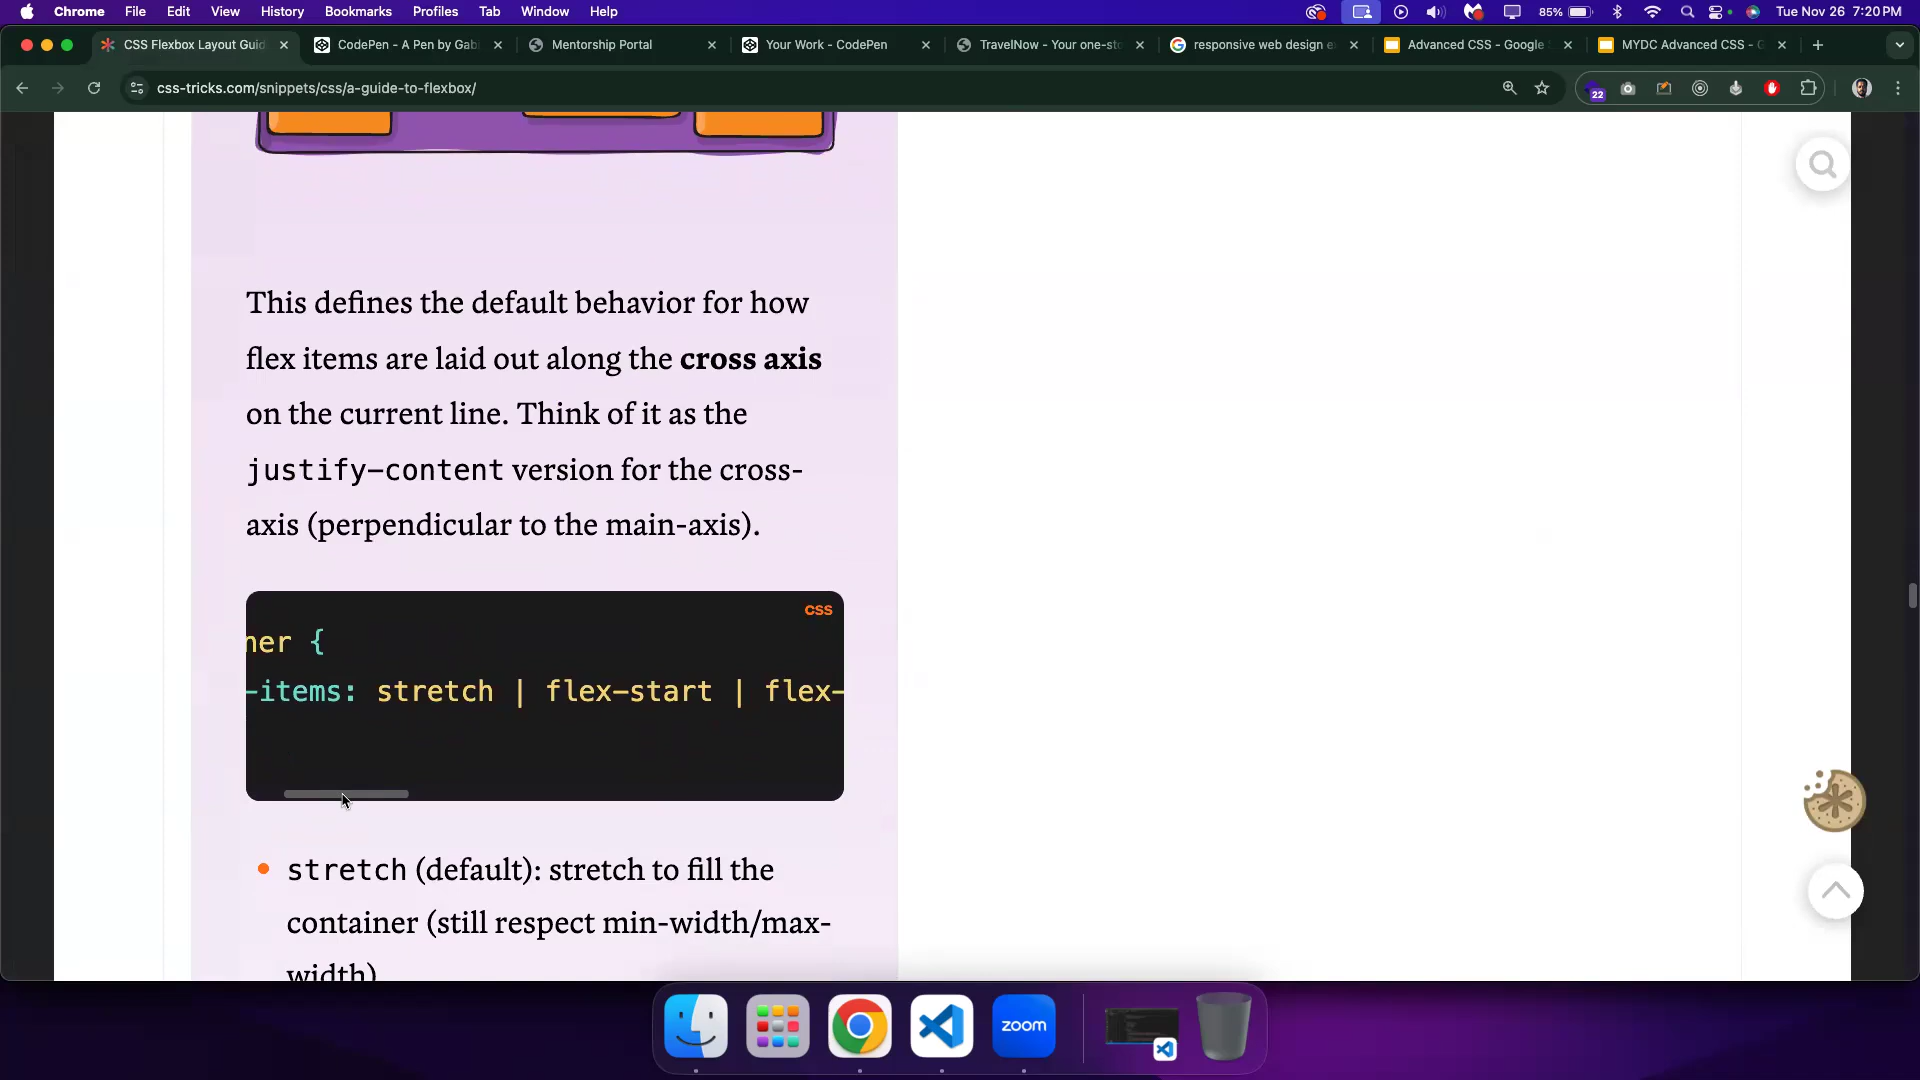 Chrome File Edit View History Bookmarks Profiles Tab Window Help 85% Tue Nov 26 7:20 PM
CSS Flexbox Layout Guid CodePen - A Pen by Gabi Mentorship Portal Your Work - CodePen TravelNow - Your one-sto responsive web design e Advanced CSS - Google MYDC Advanced CSS - G
css-tricks.com/snippets/css/a-guide-to-flexbox/ 22
This defines the default behavior for how
flex items are laid out along the cross axis
on the current line. Think of it as the
justify-content version for the cross-
axis (perpendicular to the main-axis).
CSS
ner {
-items: stretch | flex-start | flex-
stretch (default): stretch to fill the
container (still respect min-width/max-
width)
zoom